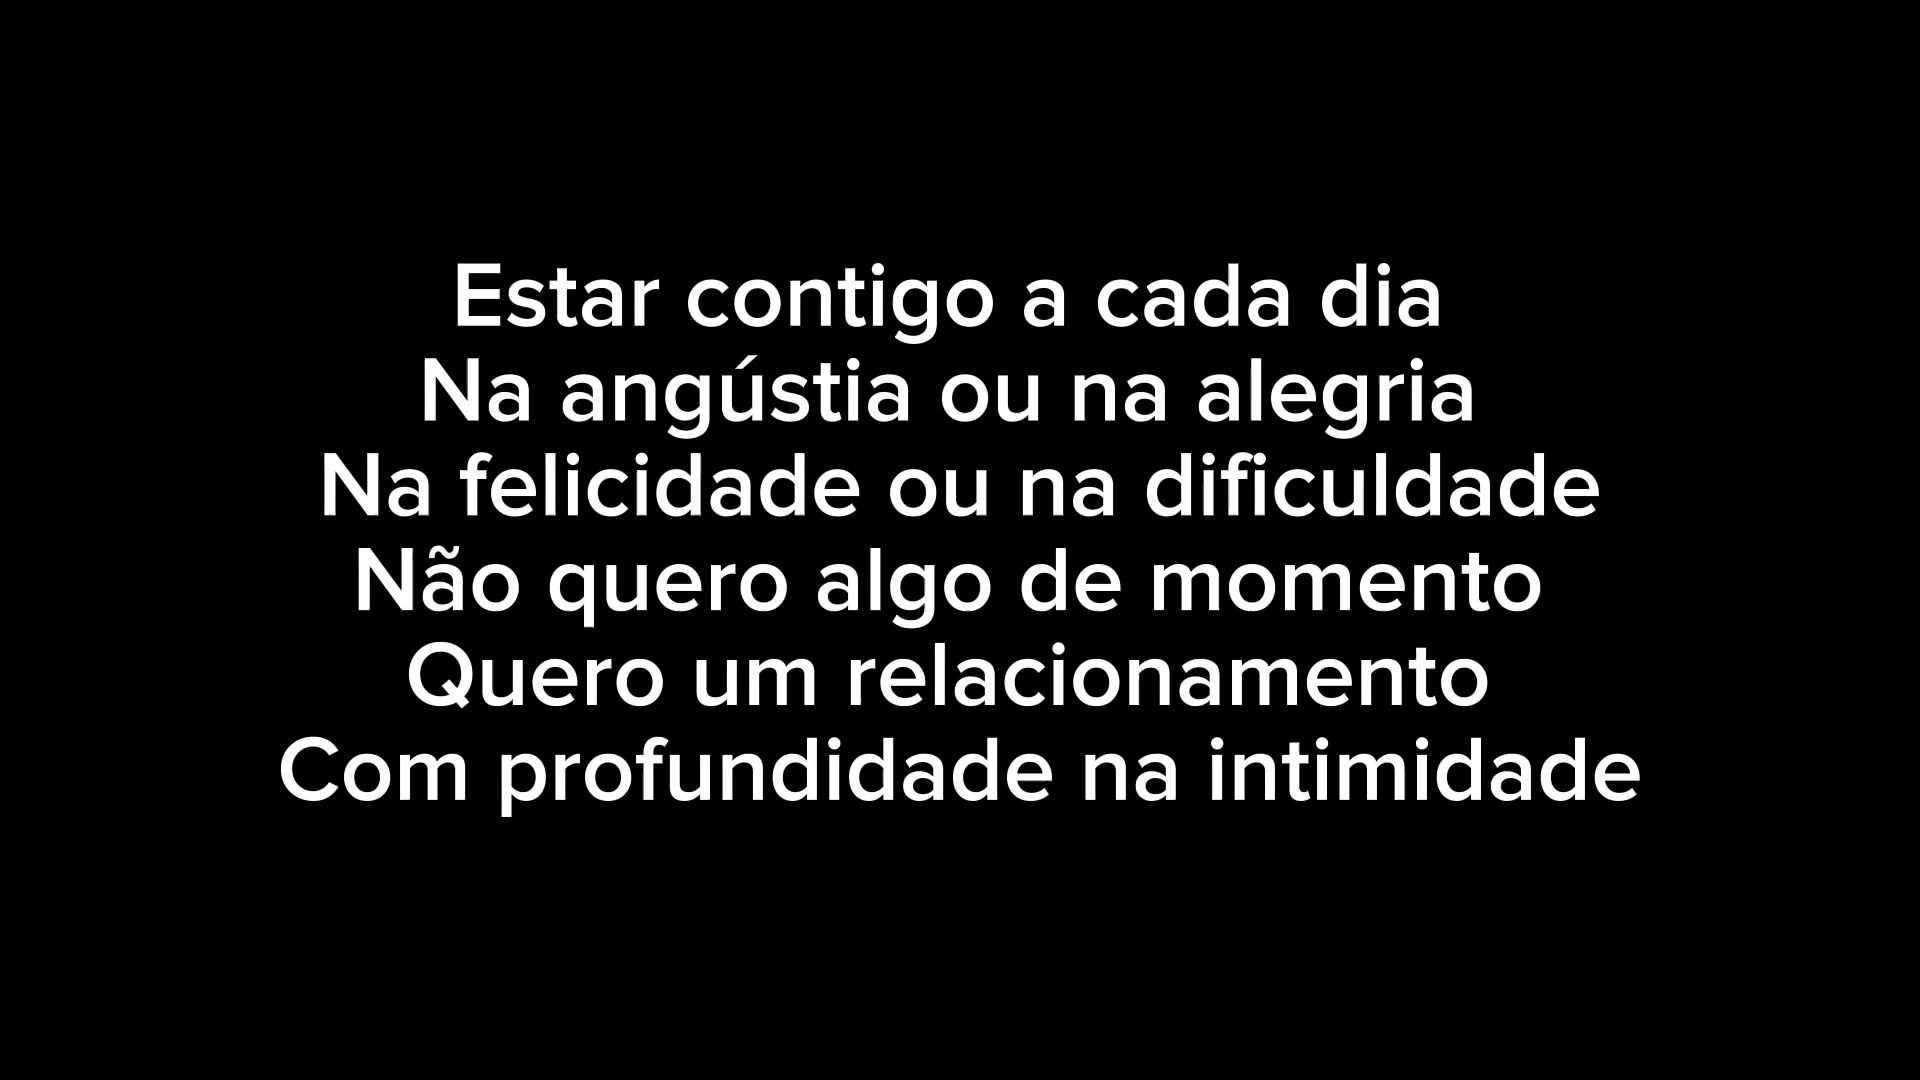 Estar contigo a cada dia
Na angústia ou na alegria
Na felicidade ou na dificuldade
Não quero algo de momento
Quero um relacionamento
Com profundidade na intimidade